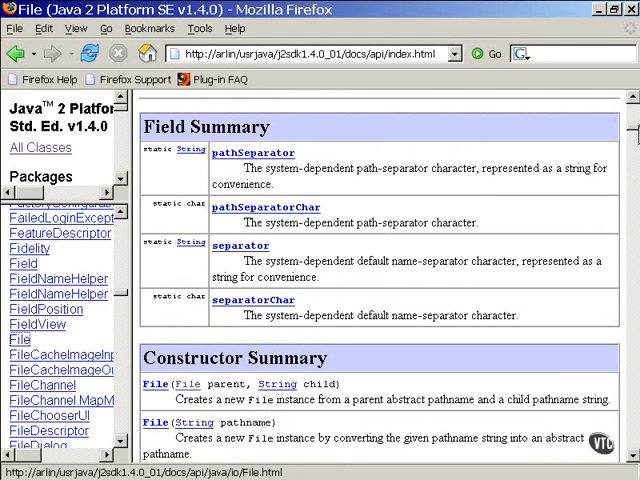 File (Java 2 Platform SE v1.4.0) - Mozilla Firefox
File Edit View Go Bookmarks Tools Help
http://arlin/usrjava/j2sdk1.4.0_01/docs/api/index.html Go G
Firefox Help Firefox Support Plug-in FAQ
Java™ 2 Platfor
Std. Ed. v1.4.0
All Classes
Packages
FailedLoginExcept
FeatureDescriptor
Fidelity
Field
FieldNameHelper
FieldNameHelper
FieldPosition
FieldView
File
FileCacheImageInp
FileCacheImageOu
FileChannel
FileChannel.MapM
FileChooserUI
FileDescriptor
FileDialog
Field Summary
static String pathSeparator
The system-dependent path-separator character, represented as a string for
convenience.
static char pathSeparatorChar
The system-dependent path-separator character.
static String separator
The system-dependent default name-separator character, represented as a
string for convenience.
static char separatorChar
The system-dependent default name-separator character.
Constructor Summary
File(File parent, String child)
Creates a new File instance from a parent abstract pathname and a child pathname string.
File(String pathname)
Creates a new File instance by converting the given pathname string into an abstract
pathname.
VTC
http://arlin/usrjava/j2sdk1.4.0_01/docs/api/java/io/File.html